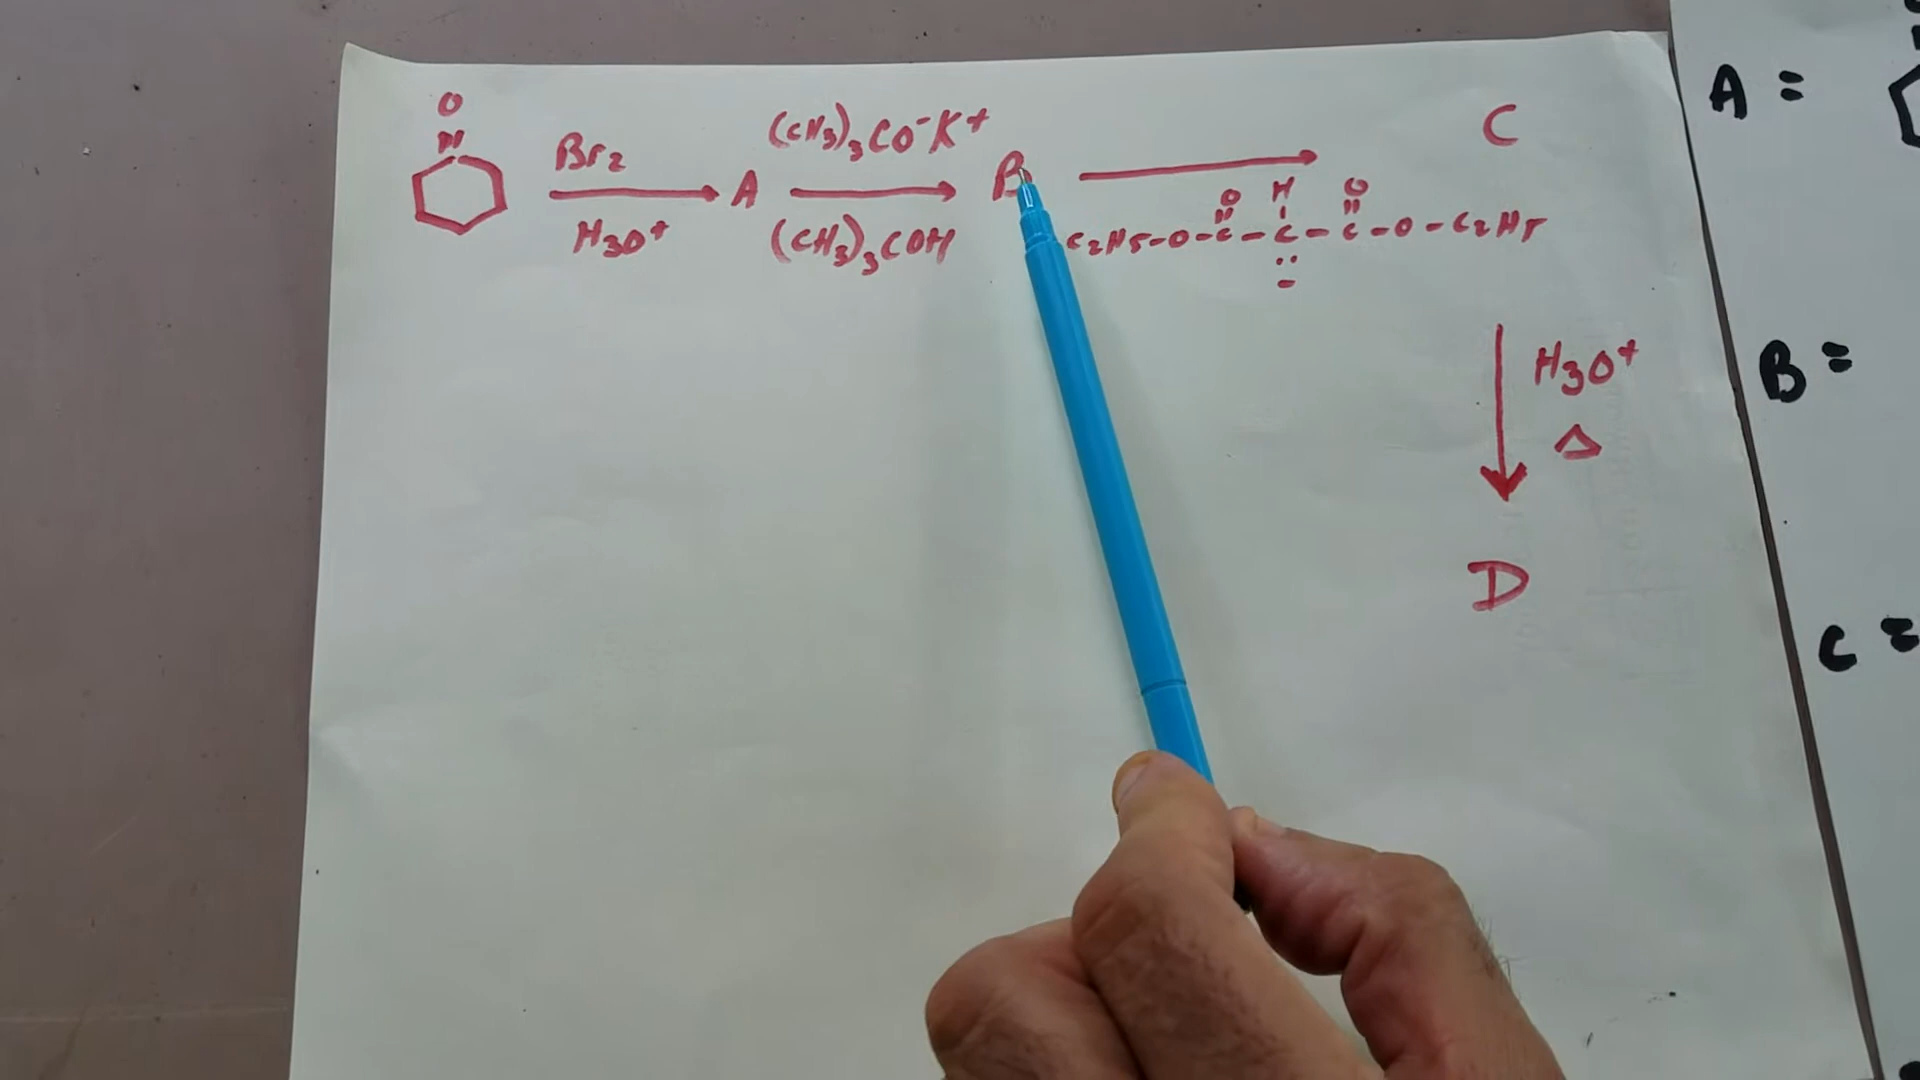 O
Br₂
H₃O⁺
A
(CH₃)₃CO⁻K⁺
(CH₃)₃COH
B
C
O H O
C₂H₅-O-C-C-C-O-C₂H₅
H₃O⁺
Δ
D
A =
B =
C =